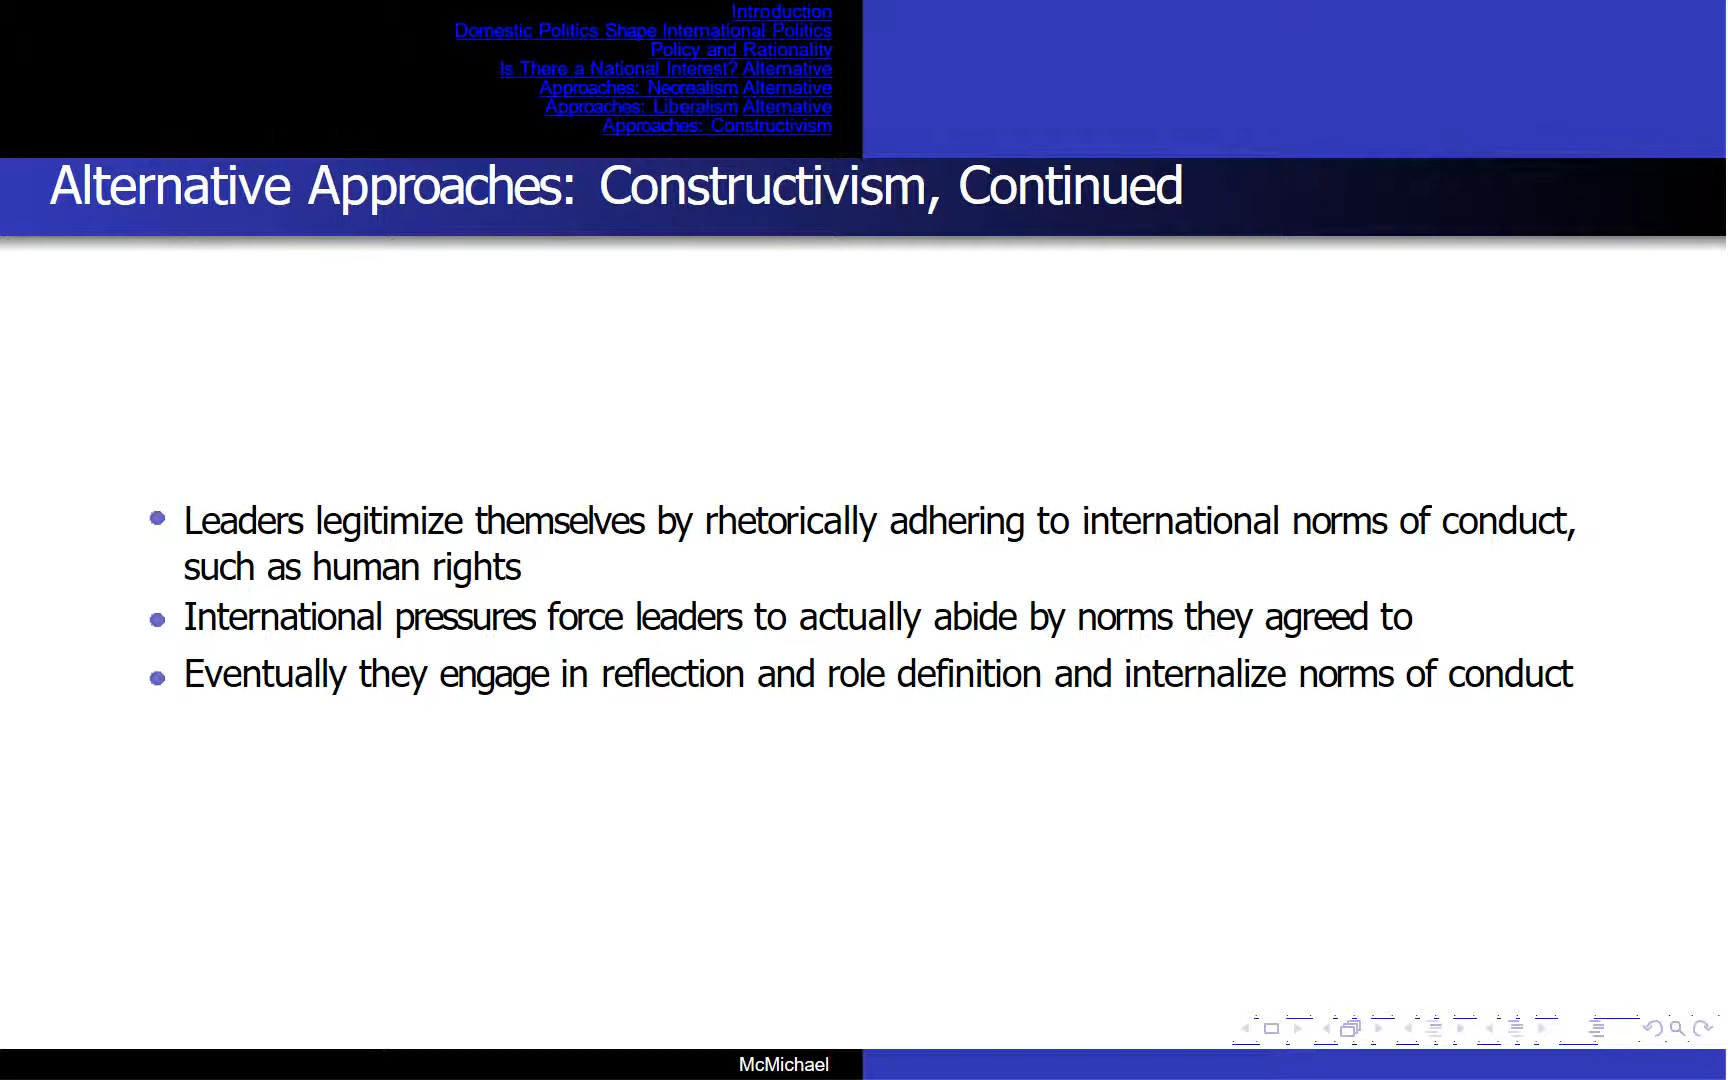 Introduction
Domestic Politics Shape International Politics
Policy and Rationality
Is There a National Interest? Alternative
Approaches: Neorealism Alternative
Approaches: Liberalism Alternative
Approaches: Constructivism
Alternative Approaches: Constructivism, Continued
Leaders legitimize themselves by rhetorically adhering to international norms of conduct,
such as human rights
International pressures force leaders to actually abide by norms they agreed to
Eventually they engage in reflection and role definition and internalize norms of conduct
McMichael